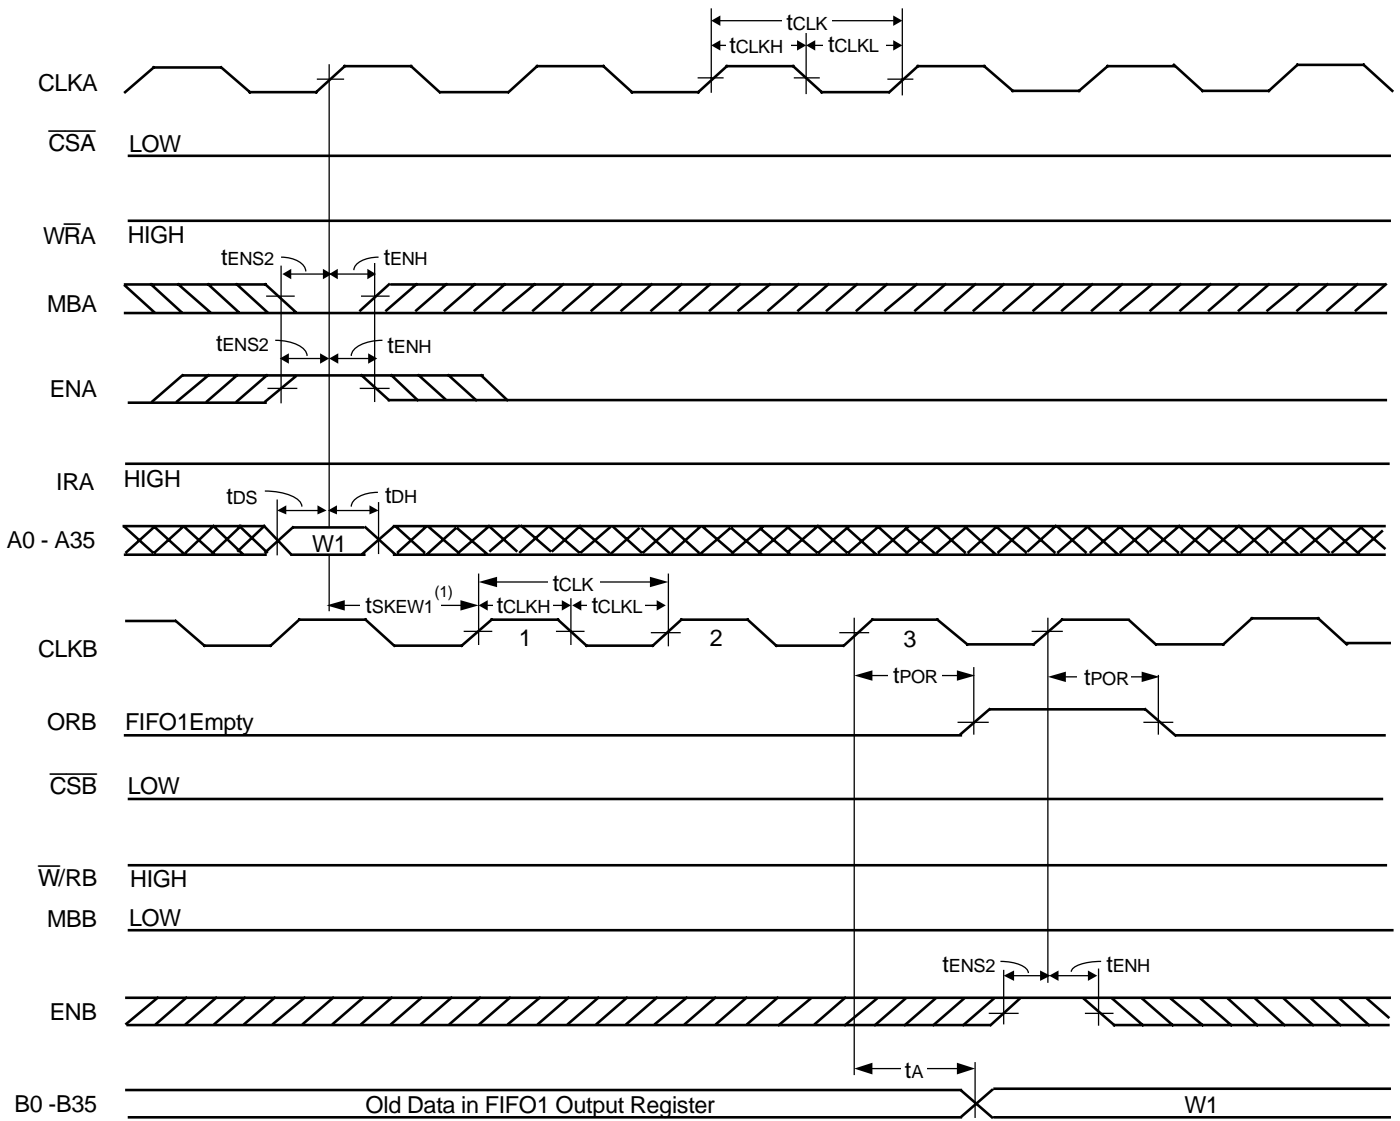 tCLK
tCLKH tCLKL
CLKA
CSA LOW
WRA HIGH
tENS2 tENH
MBA
tENS2 tENH
ENA
IRA HIGH
tDS tDH
A0 - A35 W1
tCLK
tSKEW1(1) tCLKH tCLKL
CLKB 1 2 3
tPOR tPOR
ORB FIFO1Empty
CSB LOW
W/RB HIGH
MBB LOW
tENS2 tENH
ENB
tA
B0 -B35 Old Data in FIFO1 Output Register W1